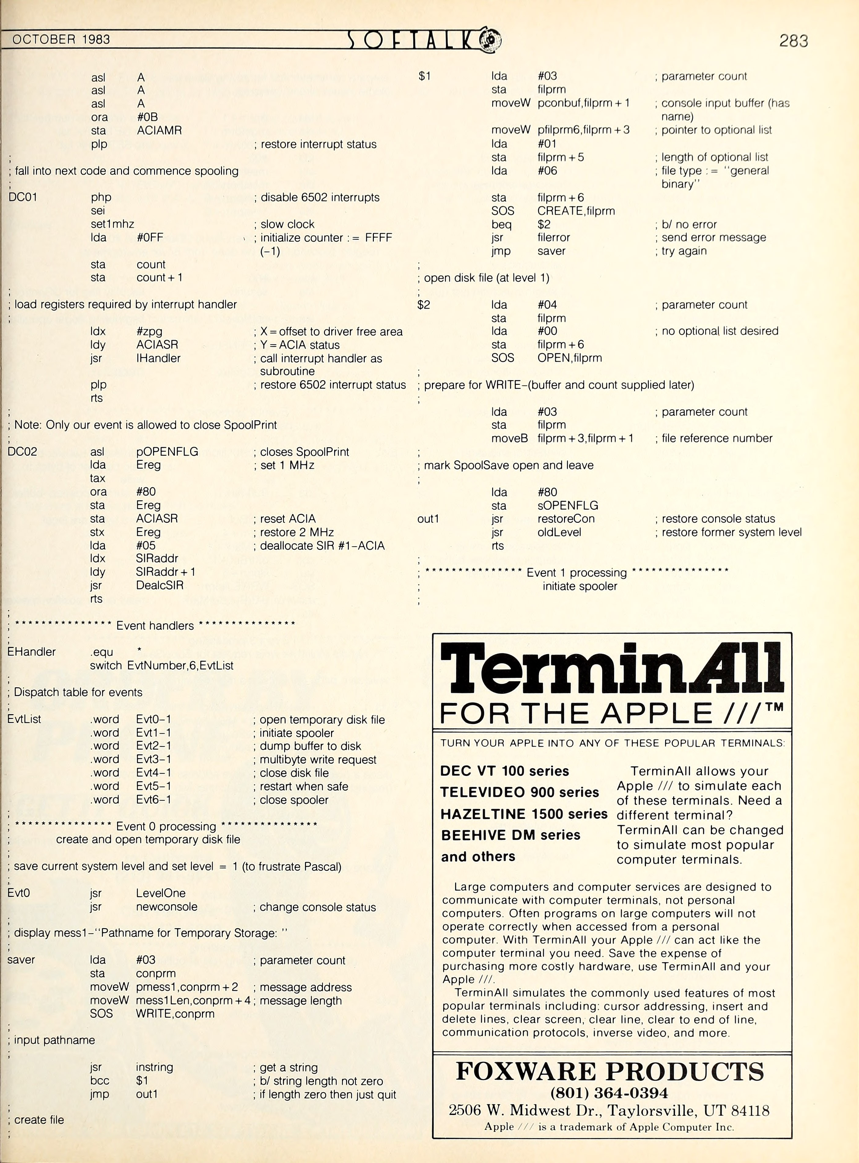 OCTOBER 1983
SOFTALK
283
asl A
asl A
asl A
ora #0B
sta ACIAMR
plp ; restore interrupt status
;
; fall into next code and commence spooling
;
DC01 php ; disable 6502 interrupts
sei
set1mhz ; slow clock
lda #0FF ; initialize counter : = FFFF
(-1)
sta count
sta count + 1
;
; load registers required by interrupt handler
;
ldx #zpg ; X = offset to driver free area
ldy ACIASR ; Y = ACIA status
jsr IHandler ; call interrupt handler as
subroutine
plp ; restore 6502 interrupt status
rts
;
; Note: Only our event is allowed to close SpoolPrint
;
DC02 asl pOPENFLG ; closes SpoolPrint
lda Ereg ; set 1 MHz
tax
ora #80
sta Ereg
sta ACIASR ; reset ACIA
stx Ereg ; restore 2 MHz
lda #05 ; deallocate SIR #1-ACIA
ldx SIRaddr
ldy SIRaddr + 1
jsr DealcSIR
rts
;
; *************** Event handlers ***************
;
EHandler .equ *
switch EvtNumber,6,EvtList
;
; Dispatch table for events
;
EvtList .word Evt0-1 ; open temporary disk file
.word Evt1-1 ; initiate spooler
.word Evt2-1 ; dump buffer to disk
.word Evt3-1 ; multibyte write request
.word Evt4-1 ; close disk file
.word Evt5-1 ; restart when safe
.word Evt6-1 ; close spooler
;
; *************** Event 0 processing ***************
; create and open temporary disk file
;
; save current system level and set level = 1 (to frustrate Pascal)
;
Evt0 jsr LevelOne
jsr newconsole ; change console status
;
; display mess1-"Pathname for Temporary Storage: "
;
saver lda #03 ; parameter count
sta conprm
moveW pmess1,conprm + 2 ; message address
moveW mess1Len,conprm + 4 ; message length
SOS WRITE,conprm
;
; input pathname
;
jsr instring ; get a string
bcc $1 ; b/ string length not zero
jmp out1 ; if length zero then just quit
;
; create file
;
$1 lda #03 ; parameter count
sta filprm
moveW pconbuf,filprm + 1 ; console input buffer (has
name)
moveW pfilprm6,filprm + 3 ; pointer to optional list
lda #01
sta filprm + 5 ; length of optional list
lda #06 ; file type : = "general
binary"
sta filprm + 6
SOS CREATE,filprm
beq $2 ; b/ no error
jsr filerror ; send error message
jmp saver ; try again
;
; open disk file (at level 1)
;
$2 lda #04 ; parameter count
sta filprm
lda #00 ; no optional list desired
sta filprm + 6
SOS OPEN,filprm
;
; prepare for WRITE-(buffer and count supplied later)
;
lda #03 ; parameter count
sta filprm
moveB filprm + 3,filprm + 1 ; file reference number
;
; mark SpoolSave open and leave
;
lda #80
sta sOPENFLG
out1 jsr restoreCon ; restore console status
jsr oldLevel ; restore former system level
rts
;
; *************** Event 1 processing ***************
; initiate spooler
;
TerminAll
FOR THE APPLE ///™
TURN YOUR APPLE INTO ANY OF THESE POPULAR TERMINALS:
DEC VT 100 series
TELEVIDEO 900 series
HAZELTINE 1500 series
BEEHIVE DM series
and others
TerminAll allows your
Apple /// to simulate each
of these terminals. Need a
different terminal?
TerminAll can be changed
to simulate most popular
computer terminals.
Large computers and computer services are designed to
communicate with computer terminals, not personal
computers. Often programs on large computers will not
operate correctly when accessed from a personal
computer. With TerminAll your Apple /// can act like the
computer terminal you need. Save the expense of
purchasing more costly hardware, use TerminAll and your
Apple ///.
TerminAll simulates the commonly used features of most
popular terminals including: cursor addressing, insert and
delete lines, clear screen, clear line, clear to end of line,
communication protocols, inverse video, and more.
FOXWARE PRODUCTS
(801) 364-0394
2506 W. Midwest Dr., Taylorsville, UT 84118
Apple /// is a trademark of Apple Computer Inc.